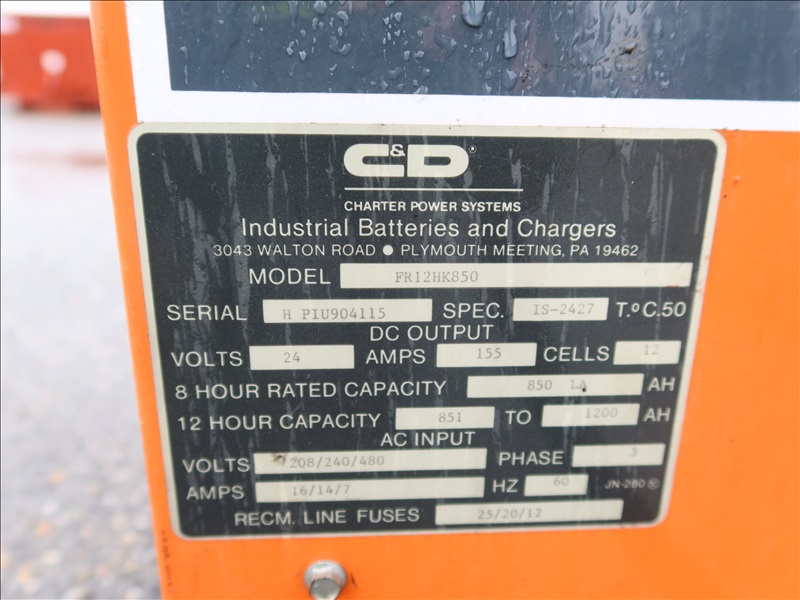 C&D®
CHARTER POWER SYSTEMS
Industrial Batteries and Chargers
3043 WALTON ROAD ● PLYMOUTH MEETING, PA 19462
MODEL FR12HK850
SERIAL H PIU904115 SPEC. IS-2427 T.ºC.50
DC OUTPUT
VOLTS 24 AMPS 155 CELLS 12
8 HOUR RATED CAPACITY 850 LA AH
12 HOUR CAPACITY 851 TO 1200 AH
AC INPUT
VOLTS 208/240/480 PHASE 3
AMPS 16/14/7 HZ 60 JN-280
RECM. LINE FUSES 25/20/12